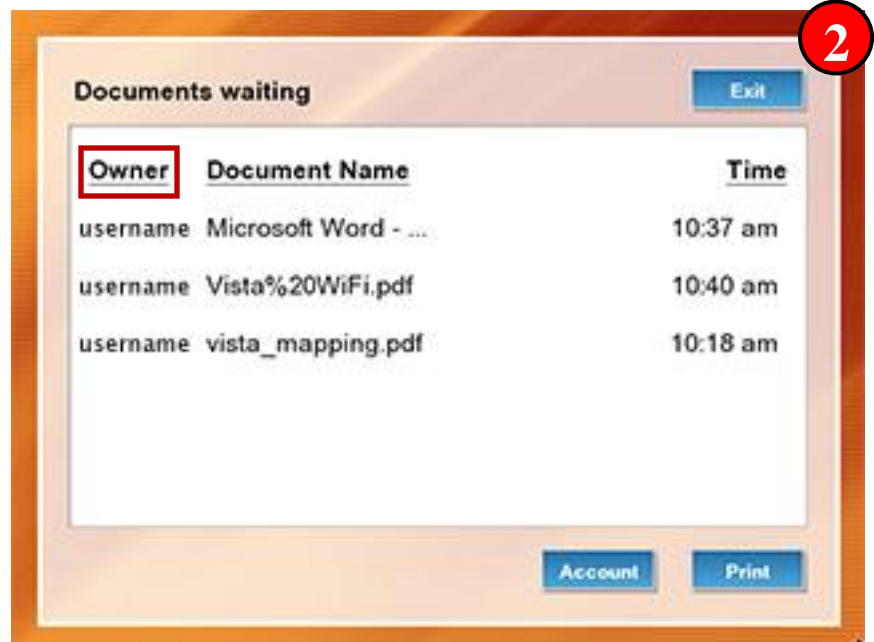 2
Documents waiting Exit
Owner Document Name Time
username Microsoft Word - ... 10:37 am
username Vista%20WiFi.pdf 10:40 am
username vista_mapping.pdf 10:18 am
Account Print